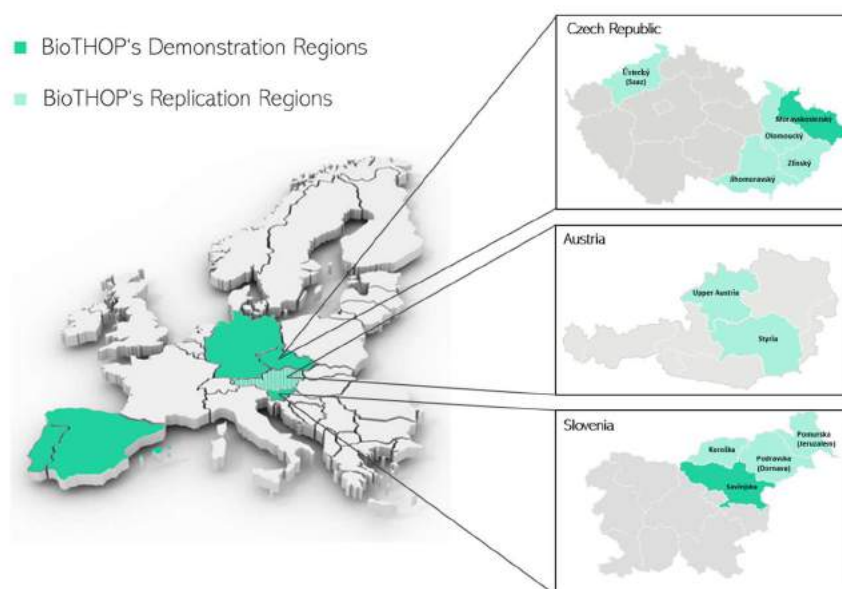 BioTHOP's Demonstration Regions
BioTHOP's Replication Regions
Czech Republic
Ústecký
(Saaz)
Moravskoslezský
Olomoucký
Zlínský
Jihomoravský
Austria
Upper Austria
Styria
Slovenia
Pomurska
(Jeruzalem)
Koroška
Podravska
(Dornava)
Savinjska